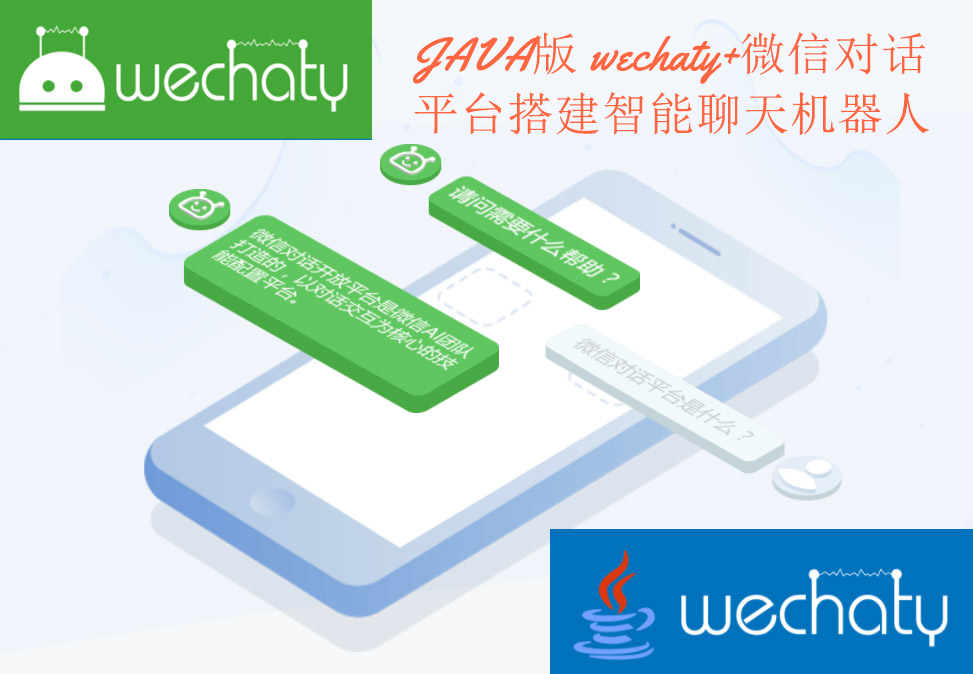 wechaty
JAVA版 wechaty+微信对话
平台搭建智能聊天机器人
请问需要什么帮助？
微信对话开放平台是微信AI团队
打造的，以对话交互为核心的技
能配置平台。
微信对话平台是什么？
wechaty